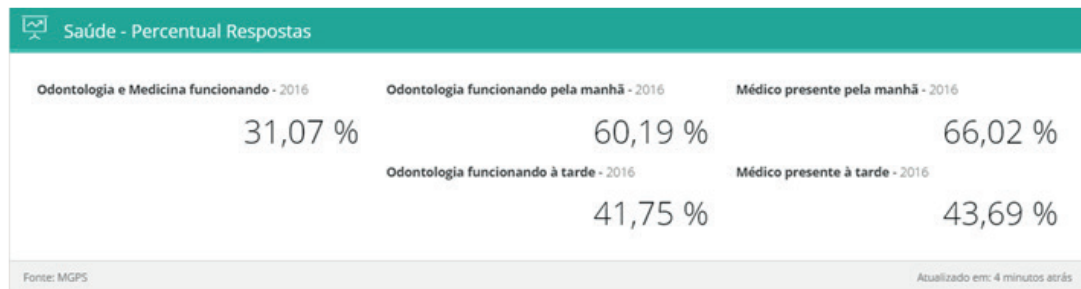 Saúde - Percentual Respostas
Odontologia e Medicina funcionando - 2016
31,07 %
Odontologia funcionando pela manhã - 2016
60,19 %
Médico presente pela manhã - 2016
66,02 %
Odontologia funcionando à tarde - 2016
41,75 %
Médico presente à tarde - 2016
43,69 %
Fonte: MGPS
Atualizado em: 4 minutos atrás